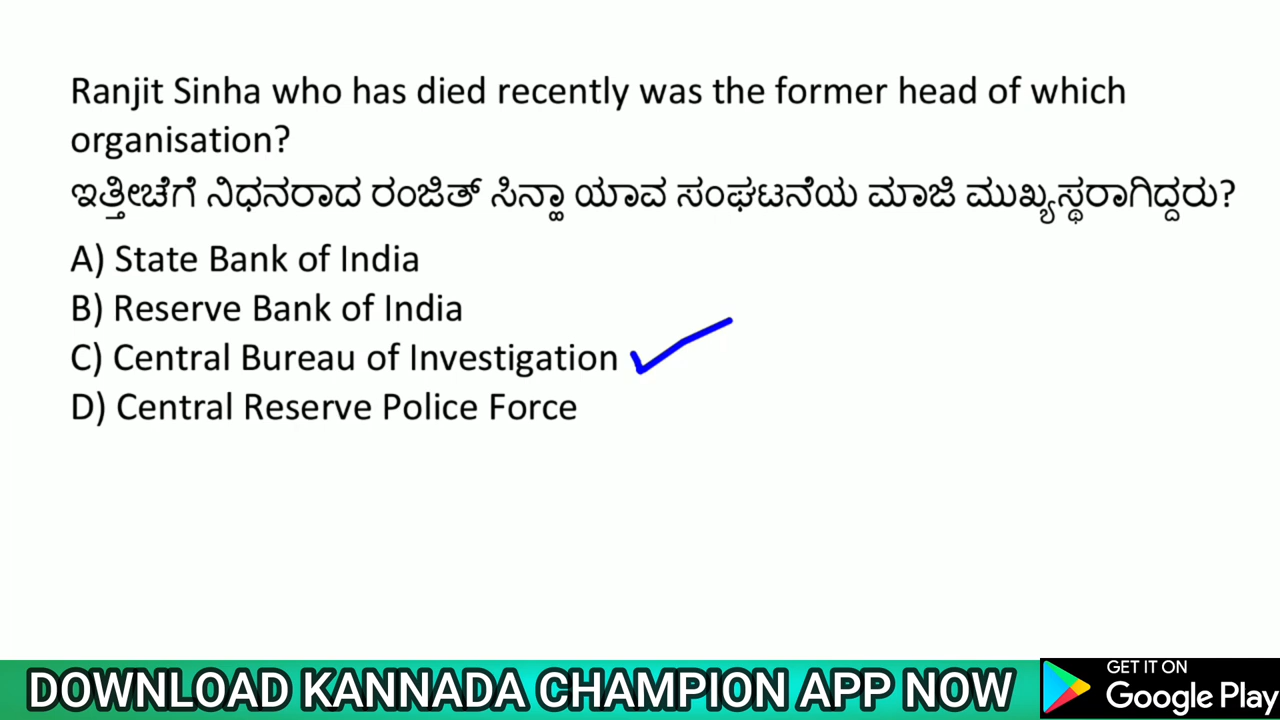 Ranjit Sinha who has died recently was the former head of which
organisation?
ಇತ್ತೀಚೆಗೆ ನಿಧನರಾದ ರಂಜಿತ್ ಸಿನ್ಹಾ ಯಾವ ಸಂಘಟನೆಯ ಮಾಜಿ ಮುಖ್ಯಸ್ಥರಾಗಿದ್ದರು?
A) State Bank of India
B) Reserve Bank of India
C) Central Bureau of Investigation
D) Central Reserve Police Force
DOWNLOAD KANNADA CHAMPION APP NOW
GET IT ON
Google Play